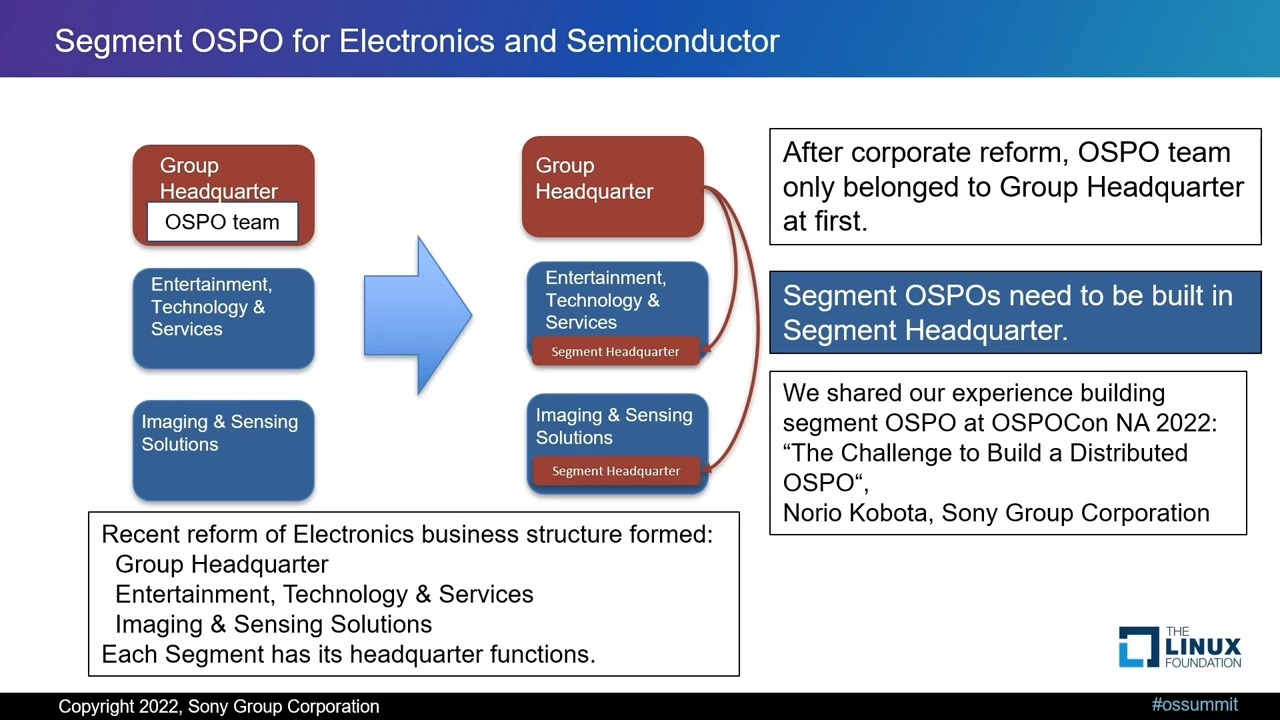 Segment OSPO for Electronics and Semiconductor
Group
Headquarter
OSPO team
Entertainment,
Technology &
Services
Imaging & Sensing
Solutions
Group
Headquarter
Entertainment,
Technology &
Services
Segment Headquarter
Imaging & Sensing
Solutions
Segment Headquarter
After corporate reform, OSPO team
only belonged to Group Headquarter
at first.
Segment OSPOs need to be built in
Segment Headquarter.
We shared our experience building
segment OSPO at OSPOCon NA 2022:
“The Challenge to Build a Distributed
OSPO“,
Norio Kobota, Sony Group Corporation
Recent reform of Electronics business structure formed:
Group Headquarter
Entertainment, Technology & Services
Imaging & Sensing Solutions
Each Segment has its headquarter functions.
THE
LINUX
FOUNDATION
Copyright 2022, Sony Group Corporation
#ossummit